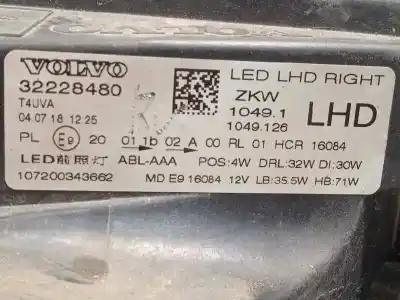 VOLVO
LED LHD RIGHT
32228480
ZKW
T4UVA
1049.1
LHD
04 07 18 12 25
1049.126
PL E9 20 01 1b 02 A 00 RL 01 HCR 16084
LED前照灯 ABL-AAA POS:4W DRL:32W DI:30W
107200343662 MD E9 16084 12V LB:35.5W HB:71W